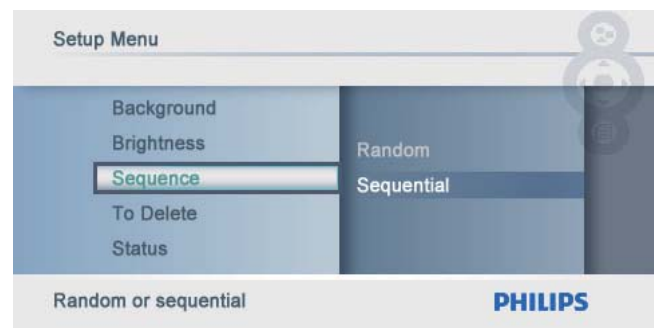 Setup Menu
Background
Brightness
Sequence
To Delete
Status
Random
Sequential
Random or sequential
PHILIPS